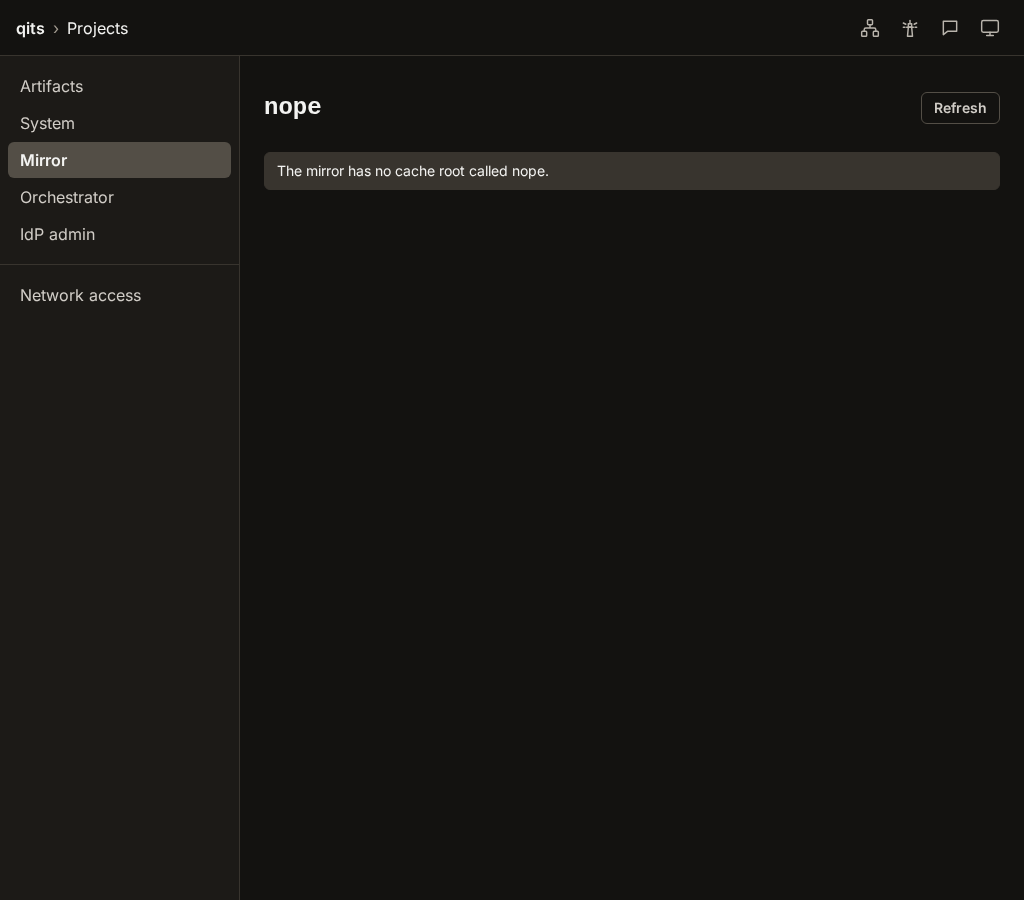 qits › Projects
Artifacts
System
Mirror
Orchestrator
IdP admin
Network access
nope
Refresh
The mirror has no cache root called nope.